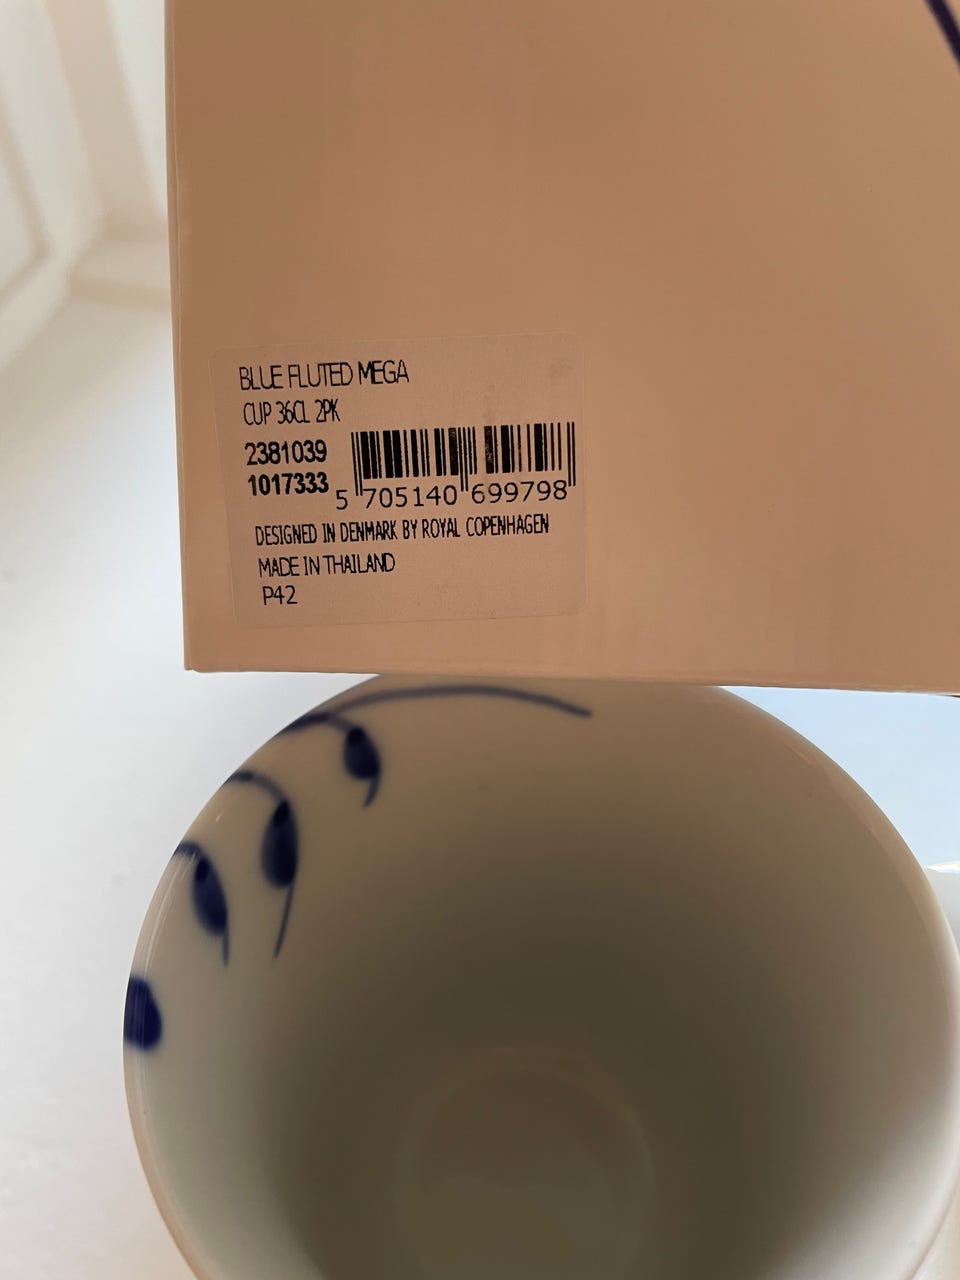 BLUE FLUTED MEGA
CUP 36CL 2PK
2381039
1017333
5 705140 699798
DESIGNED IN DENMARK BY ROYAL COPENHAGEN
MADE IN THAILAND
P42